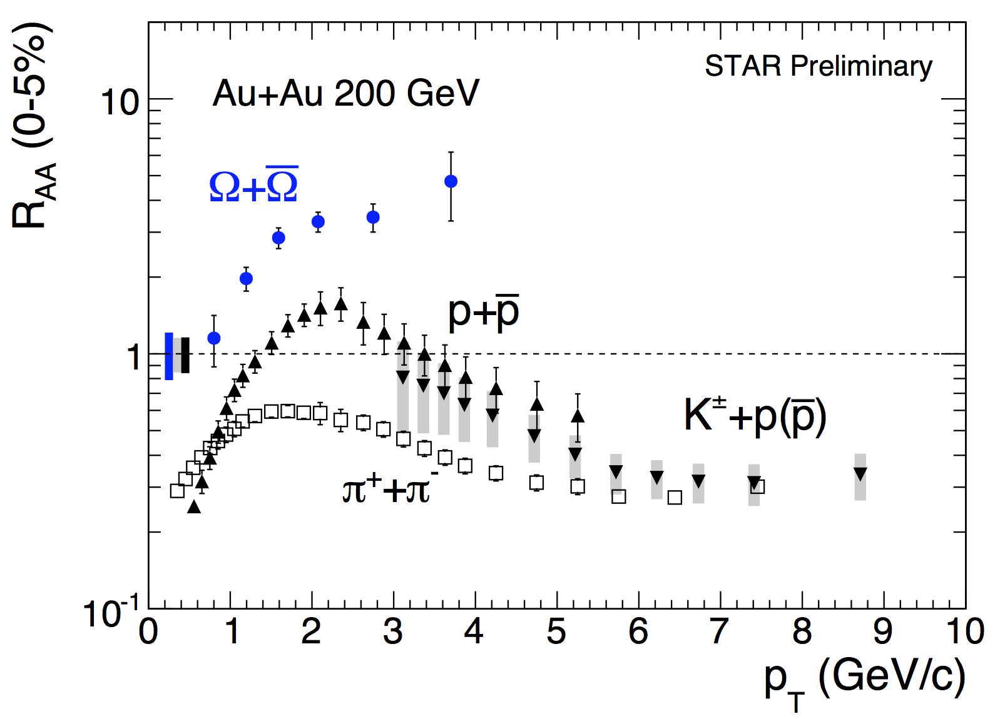 R_AA (0-5%)
STAR Preliminary
Au+Au 200 GeV
10
Ω+Ω̅
p+p̅
1
K^±+p(p̅)
π⁺+π⁻
10⁻¹
0 1 2 3 4 5 6 7 8 9 10
p_T (GeV/c)